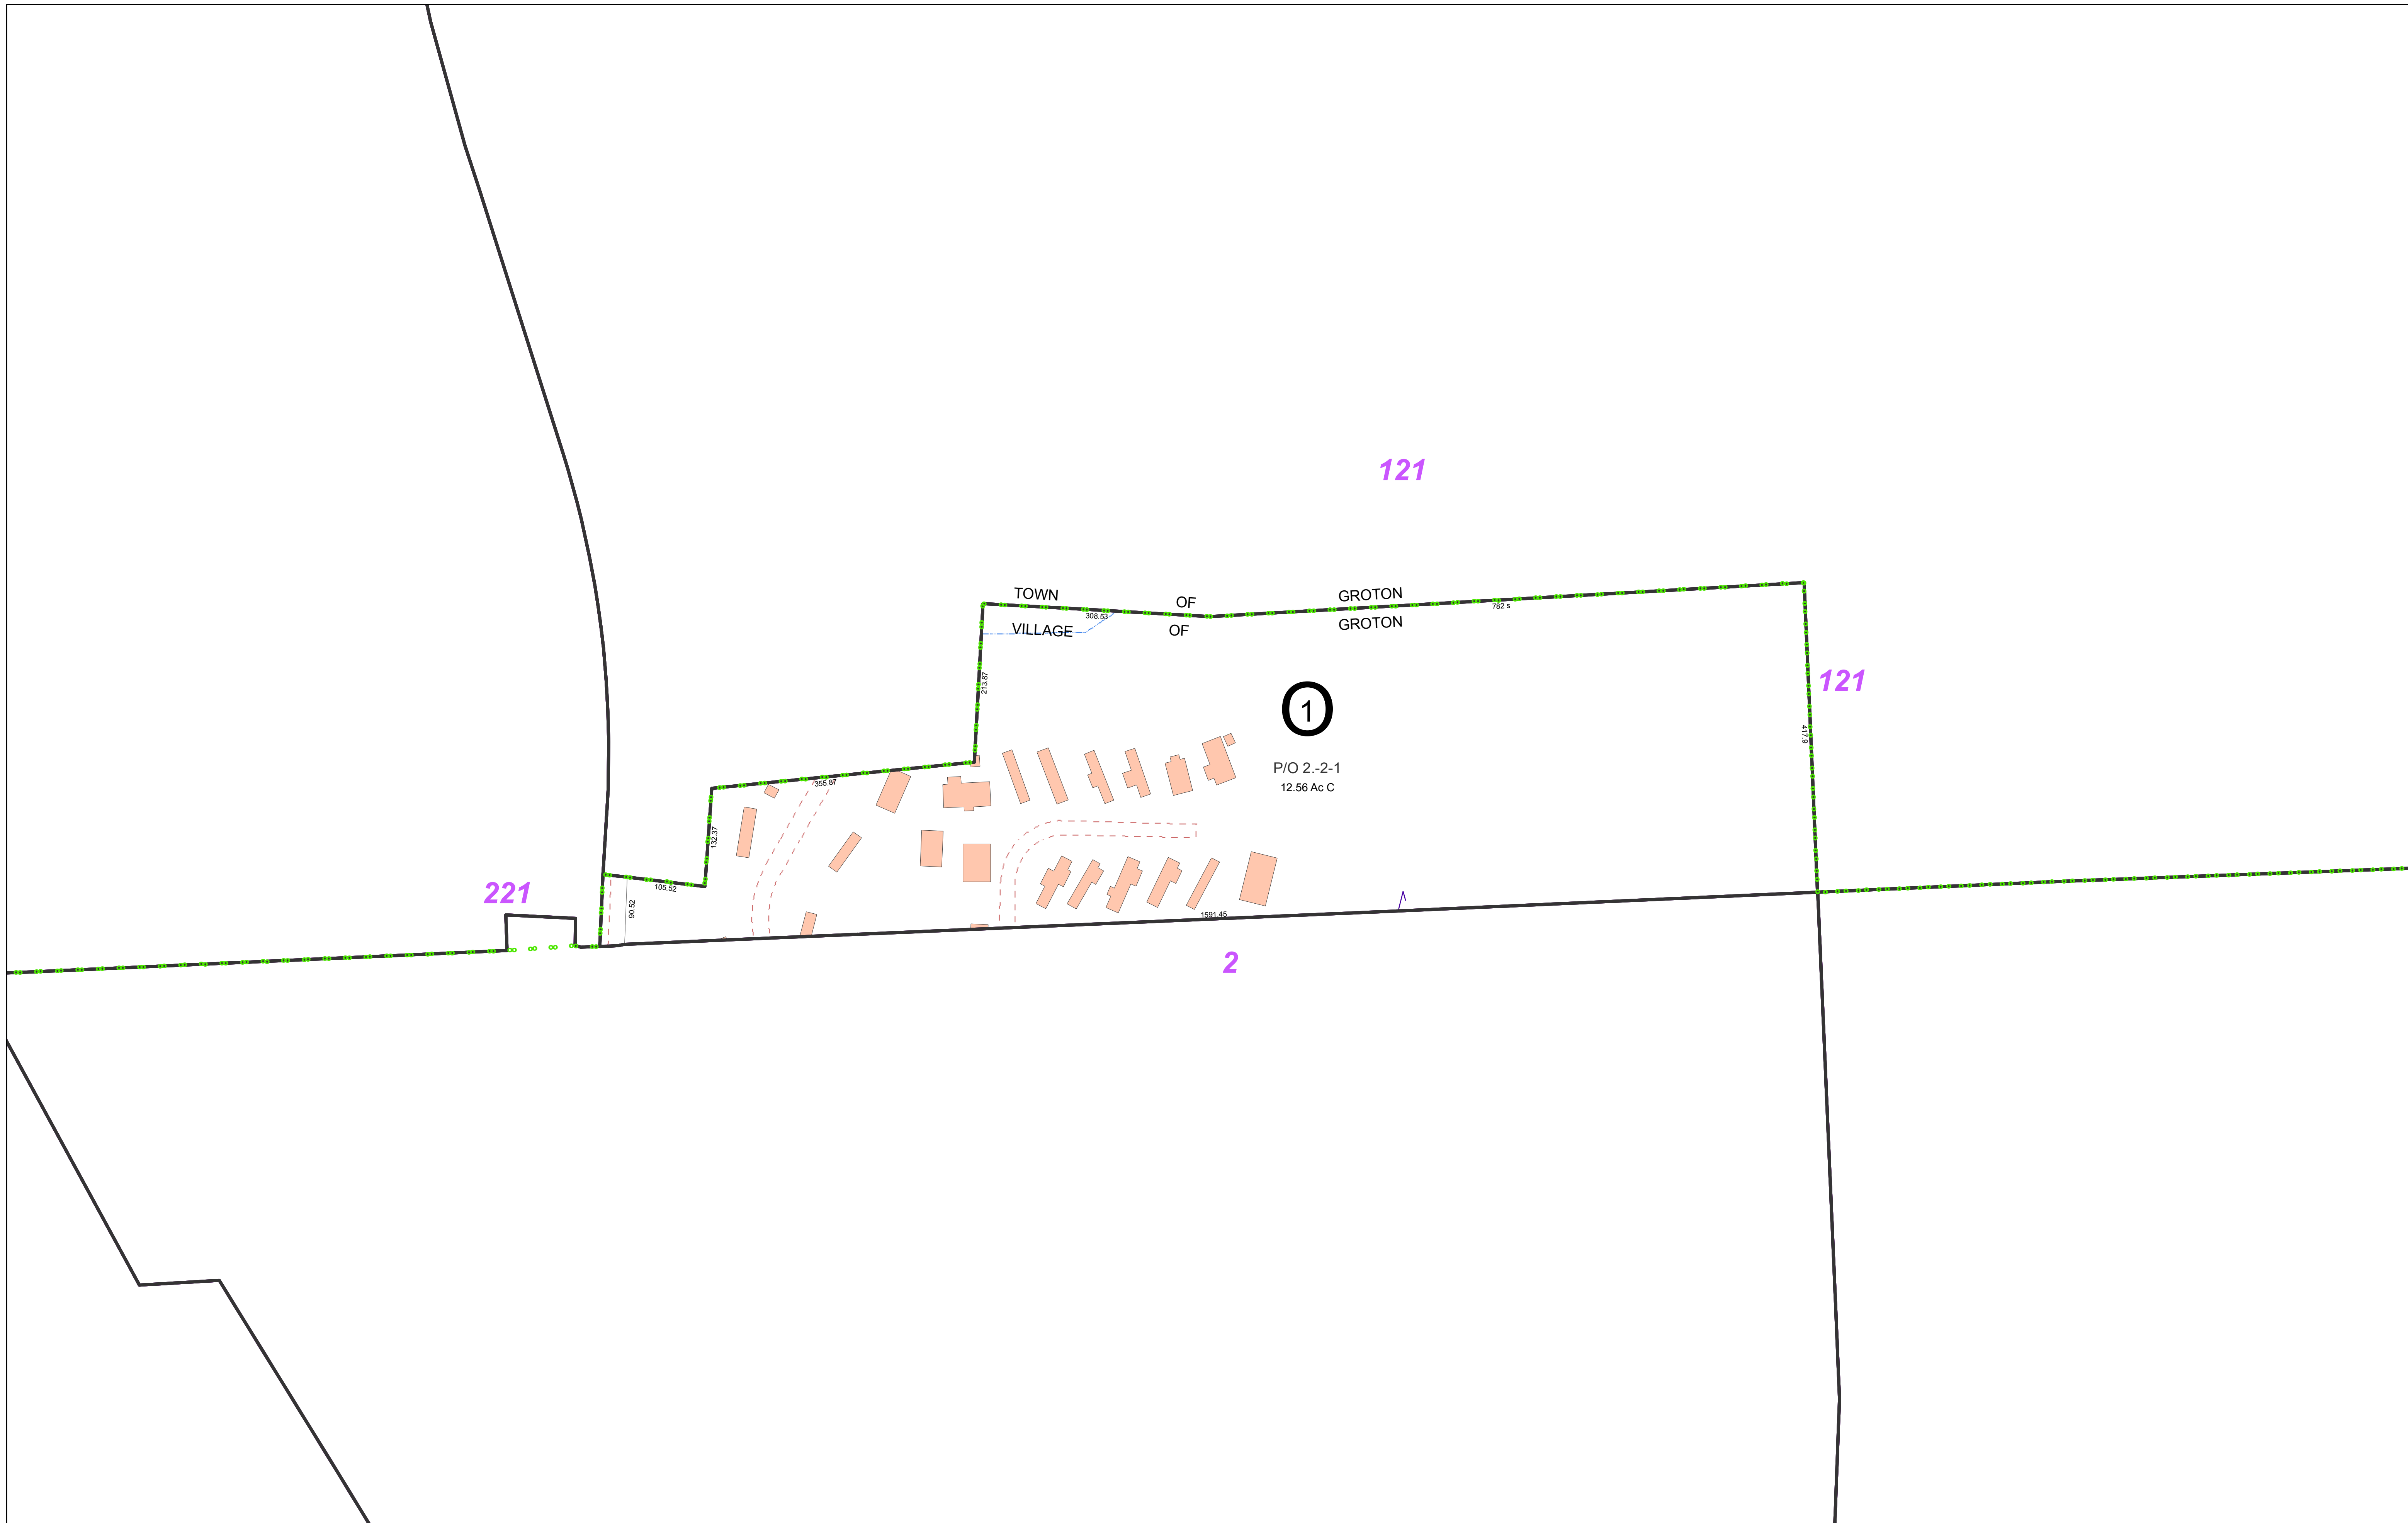 121
TOWN OF GROTON
782 s
308.53
VILLAGE OF GROTON
121
213.87
1
417.9
P/O 2.-2-1
355.87
12.56 Ac C
132.37
105.52
221
90.52
1591.45
2